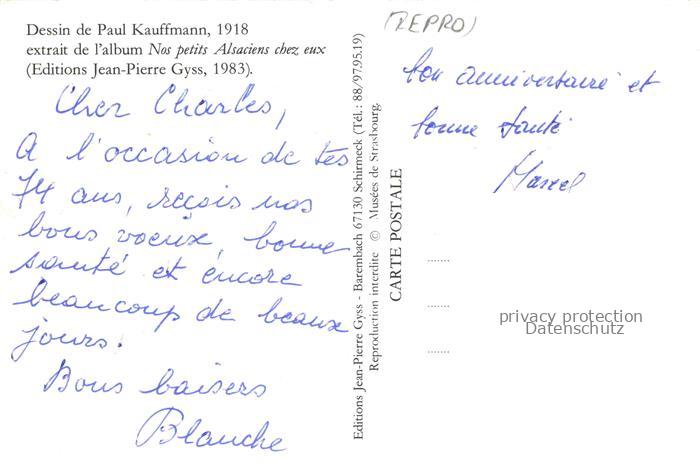 Dessin de Paul Kauffmann, 1918
extrait de l'album Nos petits Alsaciens chez eux
(Editions Jean-Pierre Gyss, 1983).
Cher Charles,
A l'occasion de tes
74 ans, reçois nos
bons voeux, bonne
santé et éncore
beaucoup de beaux
jours.
Bons baisers
Blanche
Editions Jean-Pierre Gyss - Barembach 67130 Schirmeck (Tél.: 88/97.95.19)
Reproduction interdite © Musées de Strasbourg.
CARTE POSTALE
(REPRO)
bon anniversaire et
bonne santé
Marcel
privacy protection
Datenschutz